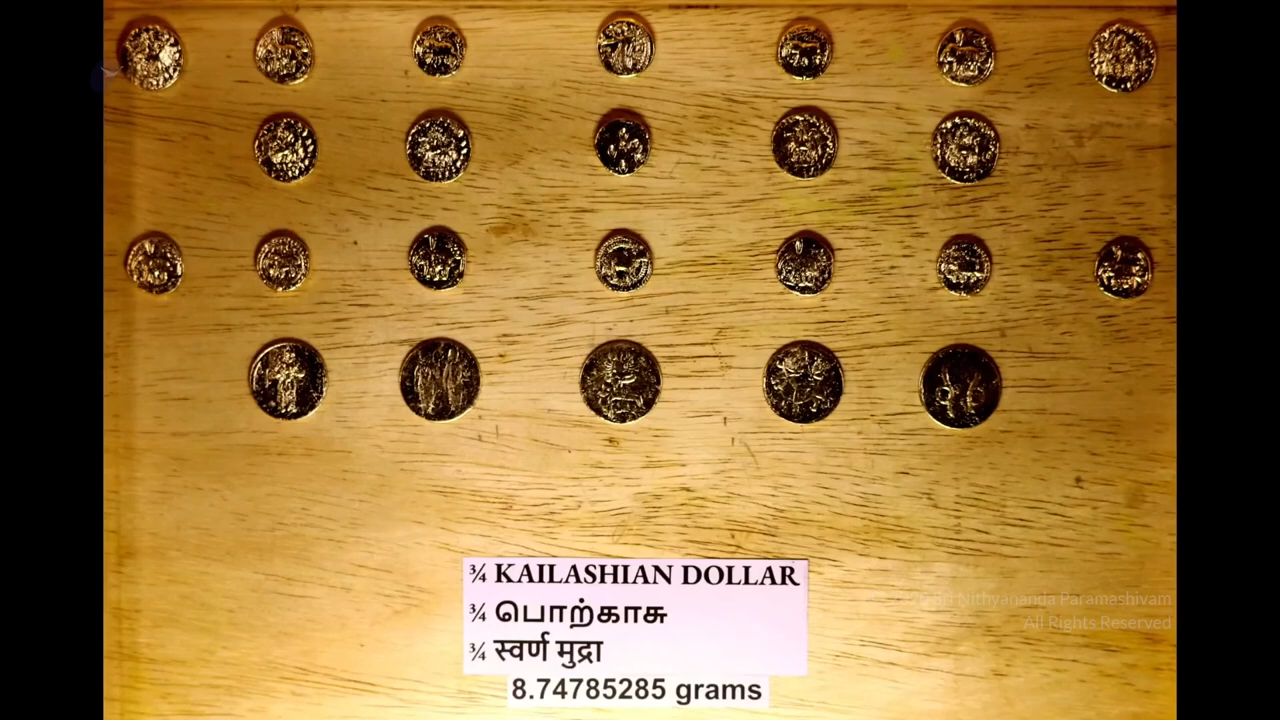 ¾ KAILASHIAN DOLLAR
¾ பொற்காசு
¾ स्वर्ण मुद्रा
8.74785285 grams
Nithyananda Paramashivam
All Rights Reserved